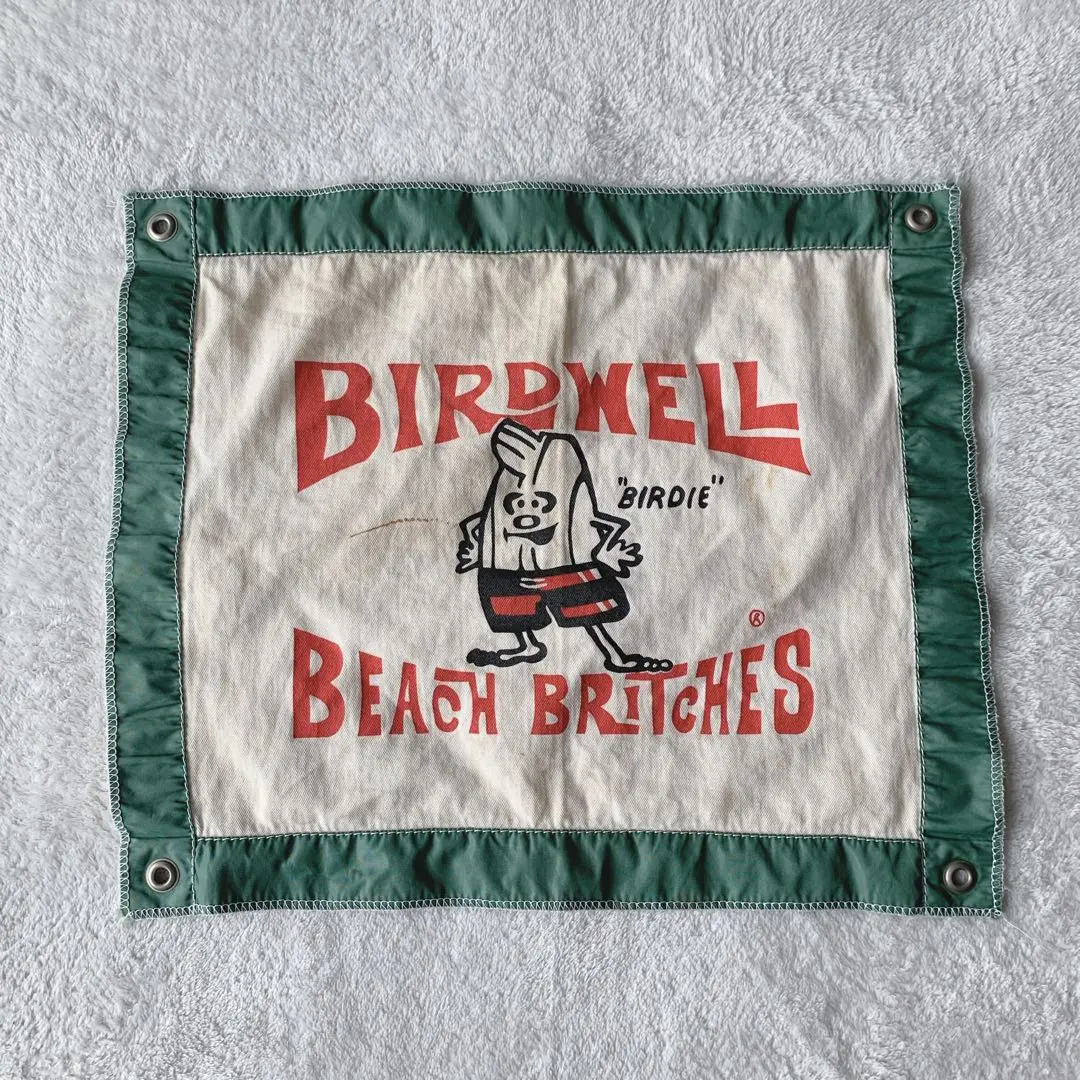 BIRDWELL
"BIRDIE"
®
BEACH BRITCHES